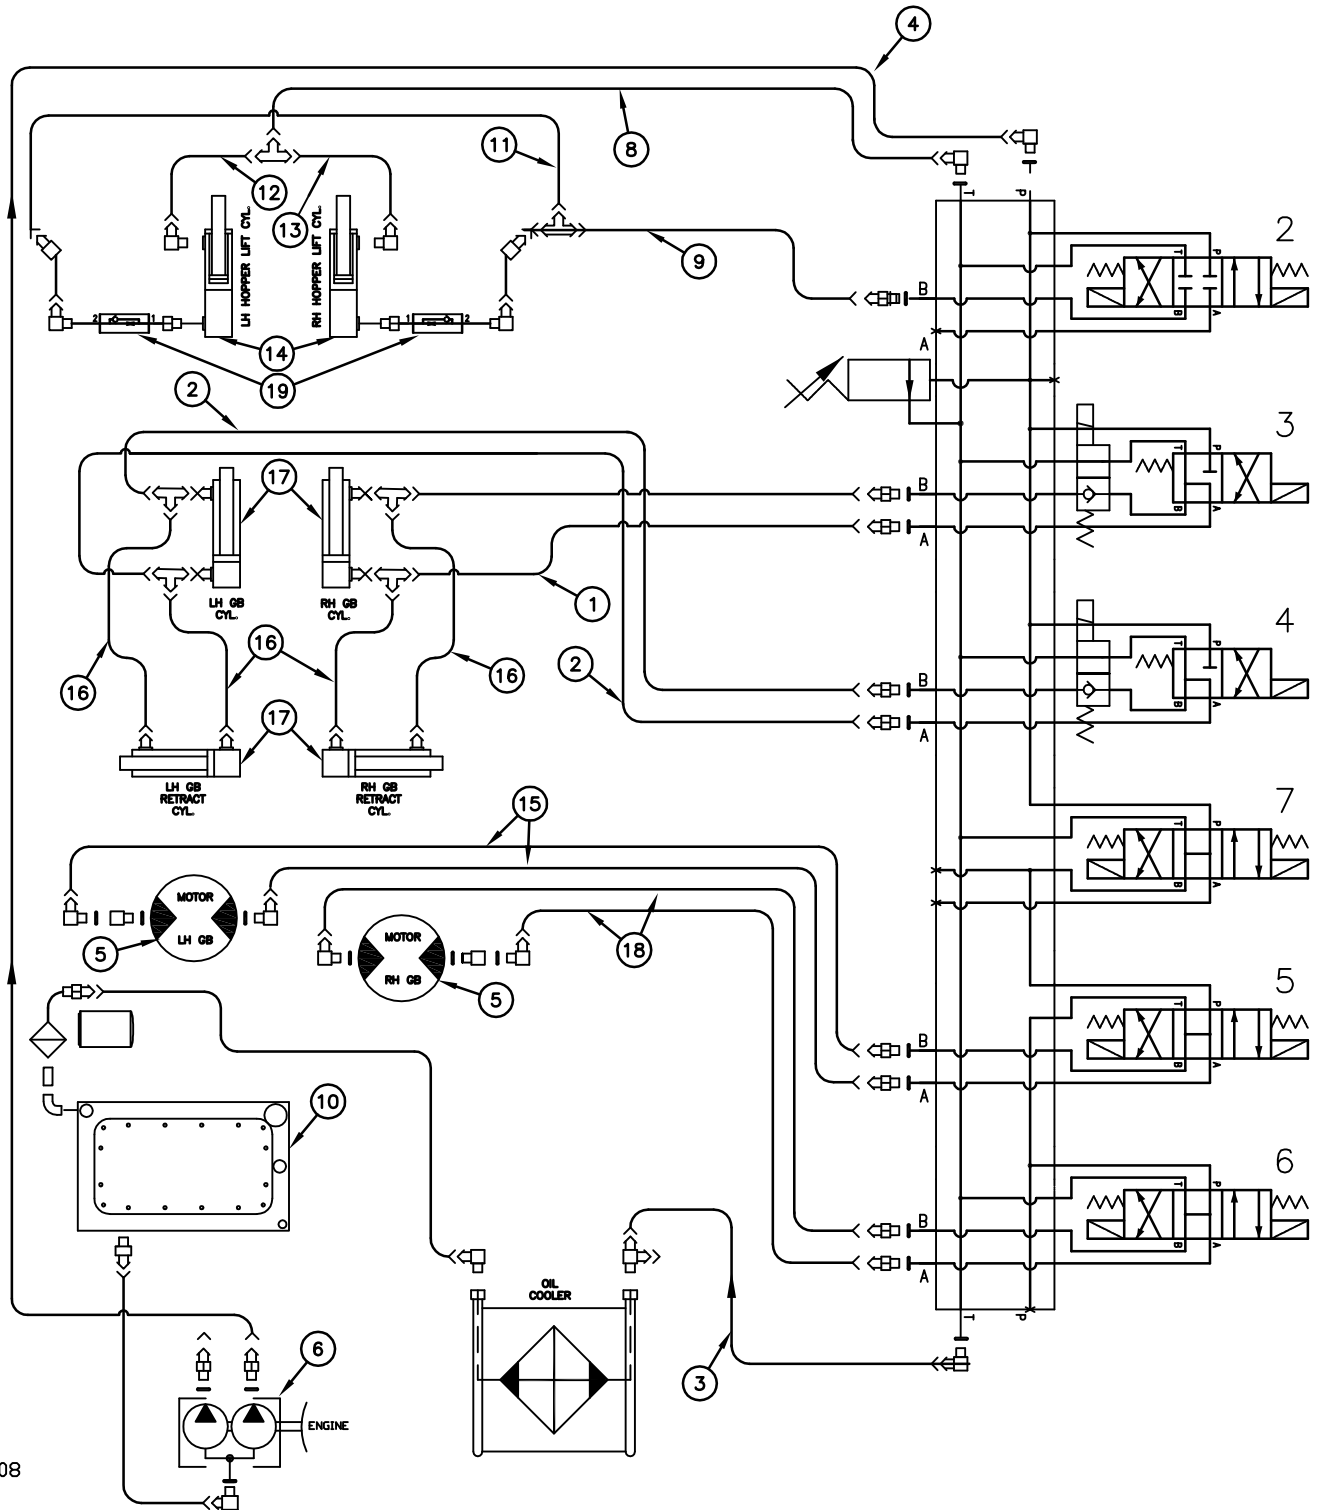 4
8
11
12
13
LH HOPPER LIFT CYL.
RH HOPPER LIFT CYL.
T
P
2
9
T
P
B
2
1
1
2
B
A
14
A
19
2
3
T
P
17
B
B
A
A
LH GB
CYL.
RH GB
CYL.
1
4
16
T
P
16
2
16
B
B
A
17
A
LH GB
RETRACT
CYL.
RH GB
RETRACT
CYL.
15
7
T
P
B
A
MOTOR
LH GB
5
MOTOR
RH GB
18
5
5
T
P
B
B
A
A
10
6
T
P
B
B
A
A
OIL
COOLER
T
P
6
3
ENGINE
08